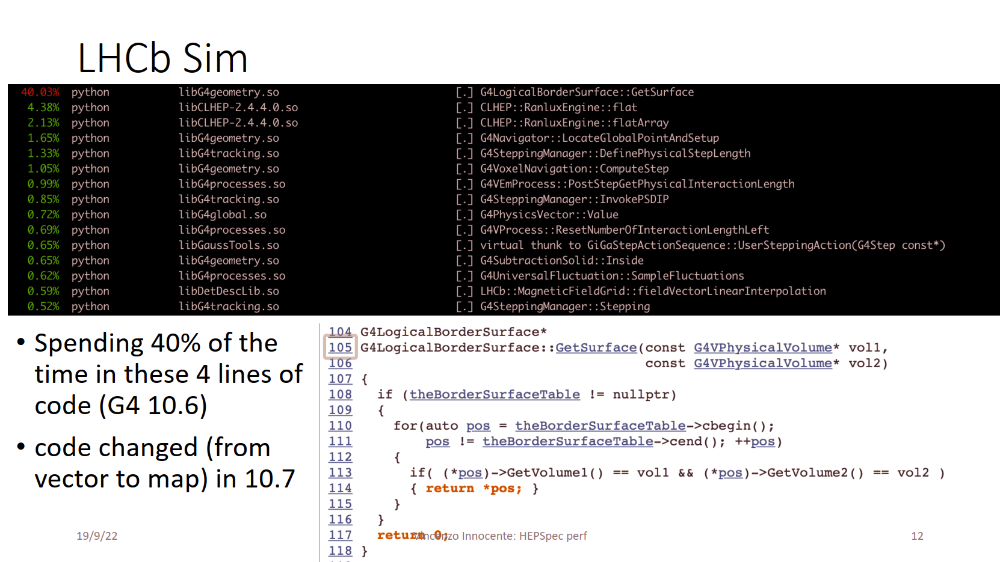 LHCb Sim
40.03% python libG4geometry.so [.] G4LogicalBorderSurface::GetSurface
4.38% python libCLHEP-2.4.4.0.so [.] CLHEP::RanluxEngine::flat
2.13% python libCLHEP-2.4.4.0.so [.] CLHEP::RanluxEngine::flatArray
1.65% python libG4geometry.so [.] G4Navigator::LocateGlobalPointAndSetup
1.33% python libG4tracking.so [.] G4SteppingManager::DefinePhysicalStepLength
1.05% python libG4geometry.so [.] G4VoxelNavigation::ComputeStep
0.99% python libG4processes.so [.] G4VEmProcess::PostStepGetPhysicalInteractionLength
0.85% python libG4tracking.so [.] G4SteppingManager::InvokePSDIP
0.72% python libG4global.so [.] G4PhysicsVector::Value
0.69% python libG4processes.so [.] G4VProcess::ResetNumberOfInteractionLengthLeft
0.65% python libGaussTools.so [.] virtual thunk to GiGaStepActionSequence::UserSteppingAction(G4Step const*)
0.65% python libG4geometry.so [.] G4SubtractionSolid::Inside
0.62% python libG4processes.so [.] G4UniversalFluctuation::SampleFluctuations
0.59% python libDetDescLib.so [.] LHCb::MagneticFieldGrid::fieldVectorLinearInterpolation
0.52% python libG4tracking.so [.] G4SteppingManager::Stepping
• Spending 40% of the
time in these 4 lines of
code (G4 10.6)
• code changed (from
vector to map) in 10.7
104 G4LogicalBorderSurface*
105 G4LogicalBorderSurface::GetSurface(const G4VPhysicalVolume* vol1,
106 const G4VPhysicalVolume* vol2)
107 {
108 if (theBorderSurfaceTable != nullptr)
109 {
110 for(auto pos = theBorderSurfaceTable->cbegin();
111 pos != theBorderSurfaceTable->cend(); ++pos)
112 {
113 if( (*pos)->GetVolume1() == vol1 && (*pos)->GetVolume2() == vol2 )
114 { return *pos; }
115 }
116 }
117 return 0;
118 }
19/9/22
Vincenzo Innocente: HEPSpec perf
12